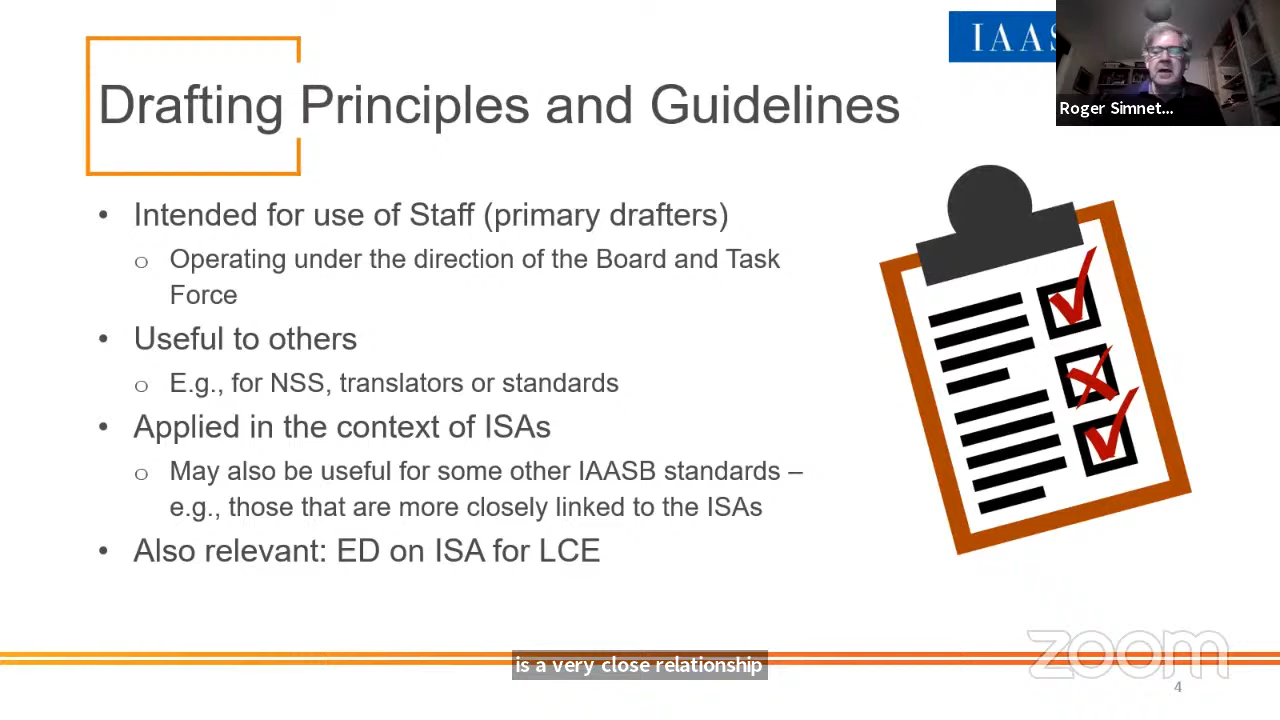 IAAS
Roger Simnet...
Drafting Principles and Guidelines
• Intended for use of Staff (primary drafters)
o Operating under the direction of the Board and Task
Force
• Useful to others
o E.g., for NSS, translators or standards
• Applied in the context of ISAs
o May also be useful for some other IAASB standards –
e.g., those that are more closely linked to the ISAs
• Also relevant: ED on ISA for LCE
zoom
is a very close relationship
4